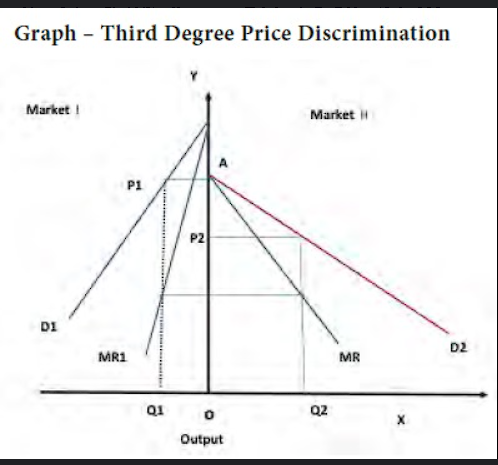 Graph – Third Degree Price Discrimination
Y
Market I
Market II
A
P1
P2
D1
MR1
MR
D2
Q1
O
Q2
X
Output